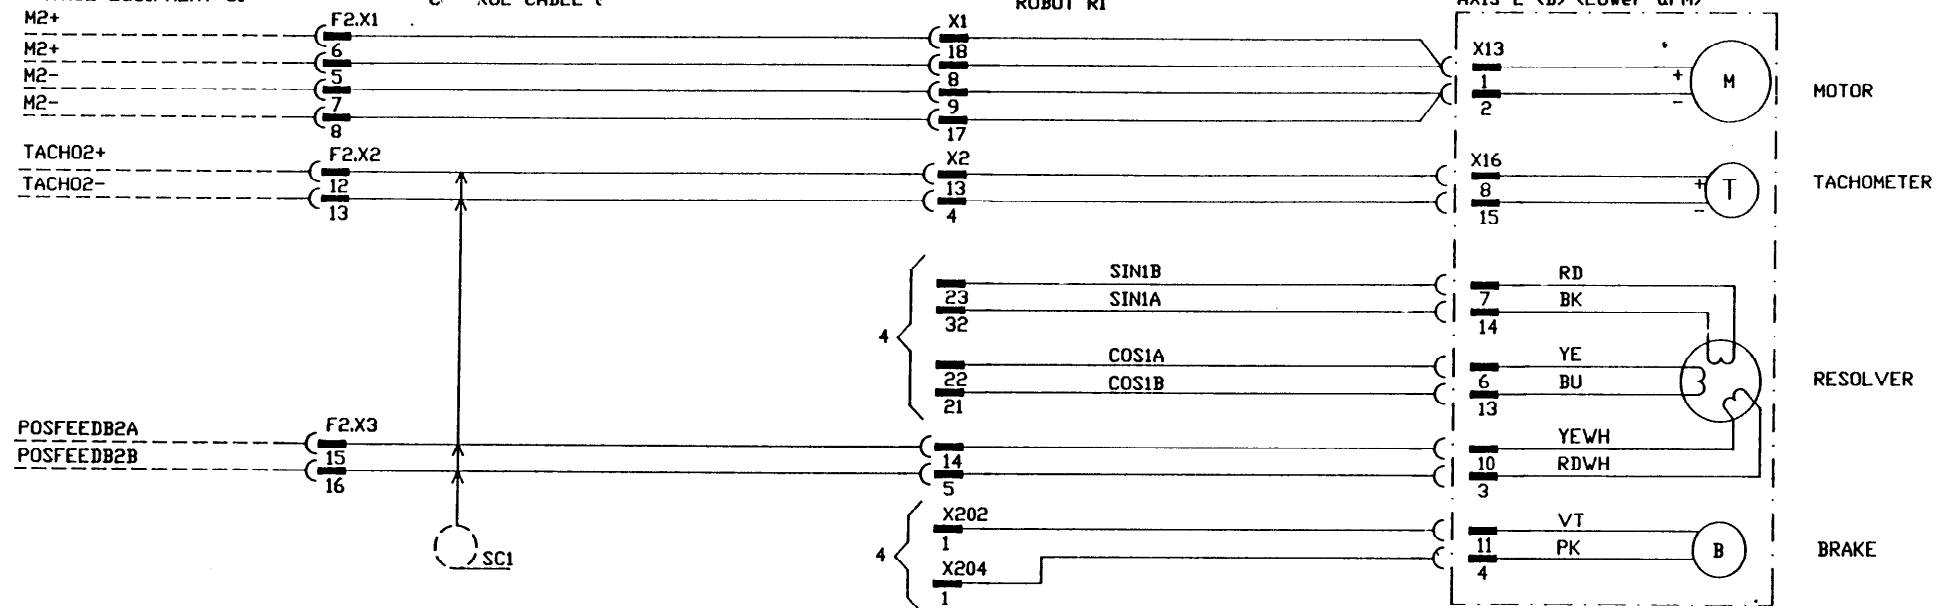 ROBOT R1
M2+
F2.X1
X1
6
18
X13
M2+
5
8
1
+
M
MOTOR
M2-
7
9
2
-
M2-
8
17
TACHO2+
F2.X2
X2
X16
12
13
8
+
T
TACHOMETER
TACHO2-
13
4
15
-
SIN1B
RD
23
7
SIN1A
BK
32
14
4
COS1A
YE
22
6
COS1B
BU
RESOLVER
21
13
POSFEEDB2A
F2.X3
YEWH
15
14
10
POSFEEDB2B
RDWH
16
5
3
X202
VT
1
11
SC1
4
PK
B
BRAKE
X204
4
1